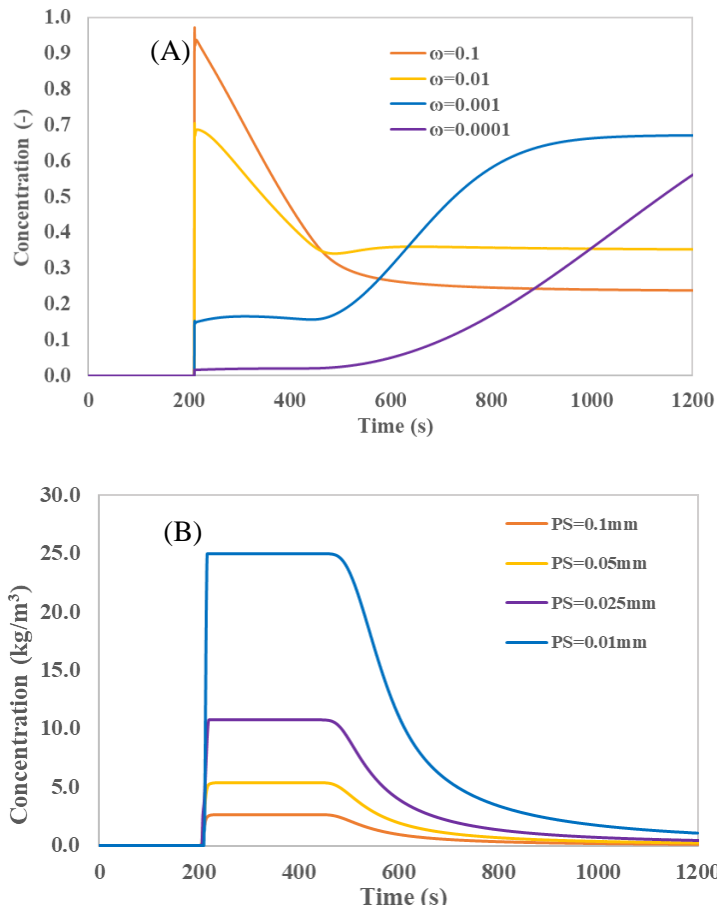 (A)
1.0
0.9
0.8
0.7
0.6
0.5
0.4
0.3
0.2
0.1
0.0
Concentration (-)
ω=0.1
ω=0.01
ω=0.001
ω=0.0001
0 200 400 600 800 1000 1200
Time (s)
(B)
30.0
25.0
20.0
15.0
10.0
5.0
0.0
Concentration (kg/m³)
PS=0.1mm
PS=0.05mm
PS=0.025mm
PS=0.01mm
0 200 400 600 800 1000 1200
Time (s)